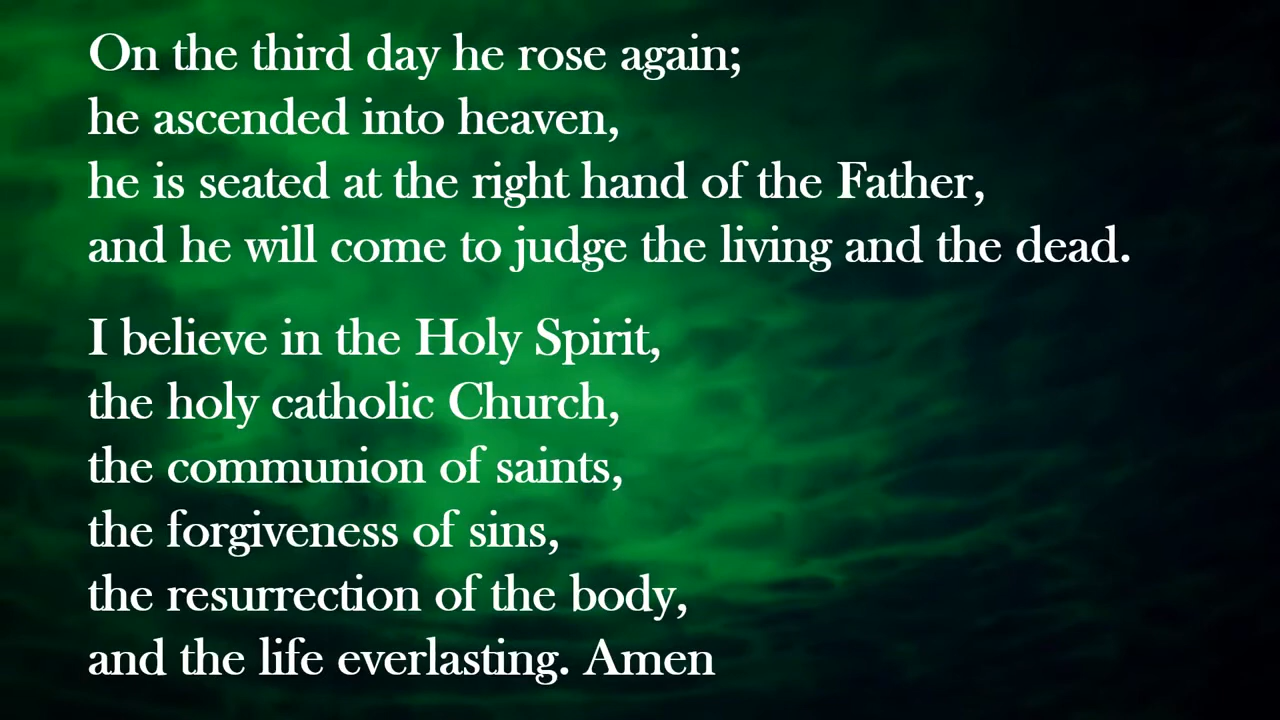 On the third day he rose again;
he ascended into heaven,
he is seated at the right hand of the Father,
and he will come to judge the living and the dead.
I believe in the Holy Spirit,
the holy catholic Church,
the communion of saints,
the forgiveness of sins,
the resurrection of the body,
and the life everlasting. Amen